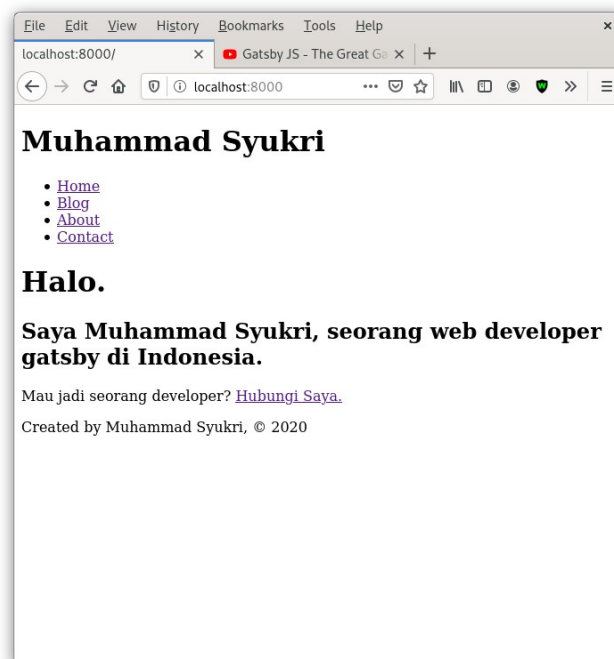 File Edit View History Bookmarks Tools Help
localhost:8000/ Gatsby JS - The Great Ga
localhost:8000
Muhammad Syukri
Home
Blog
About
Contact
Halo.
Saya Muhammad Syukri, seorang web developer
gatsby di Indonesia.
Mau jadi seorang developer? Hubungi Saya.
Created by Muhammad Syukri, © 2020